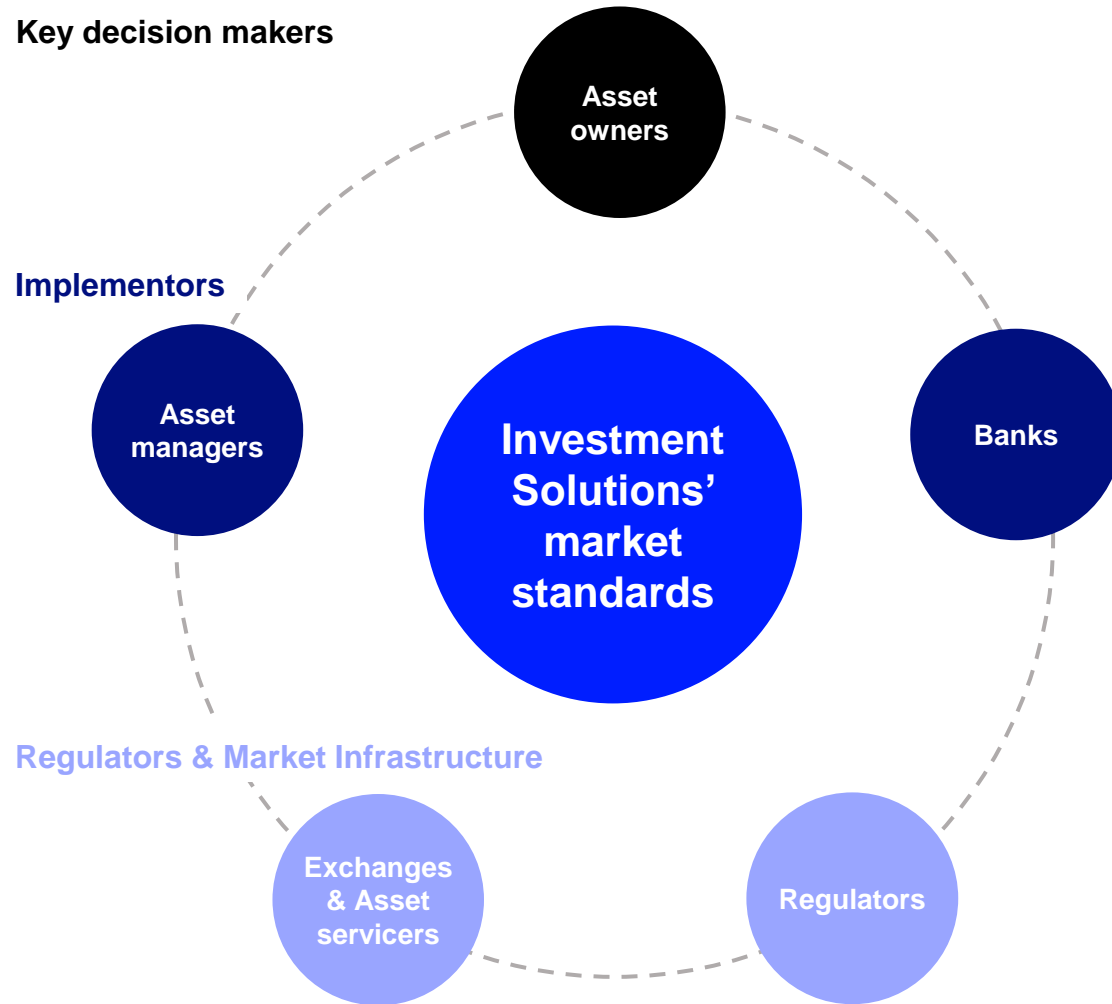 Key decision makers
Asset
owners
Implementors
Asset
managers
Banks
Investment
Solutions’
market
standards
Regulators & Market Infrastructure
Exchanges
& Asset
servicers
Regulators